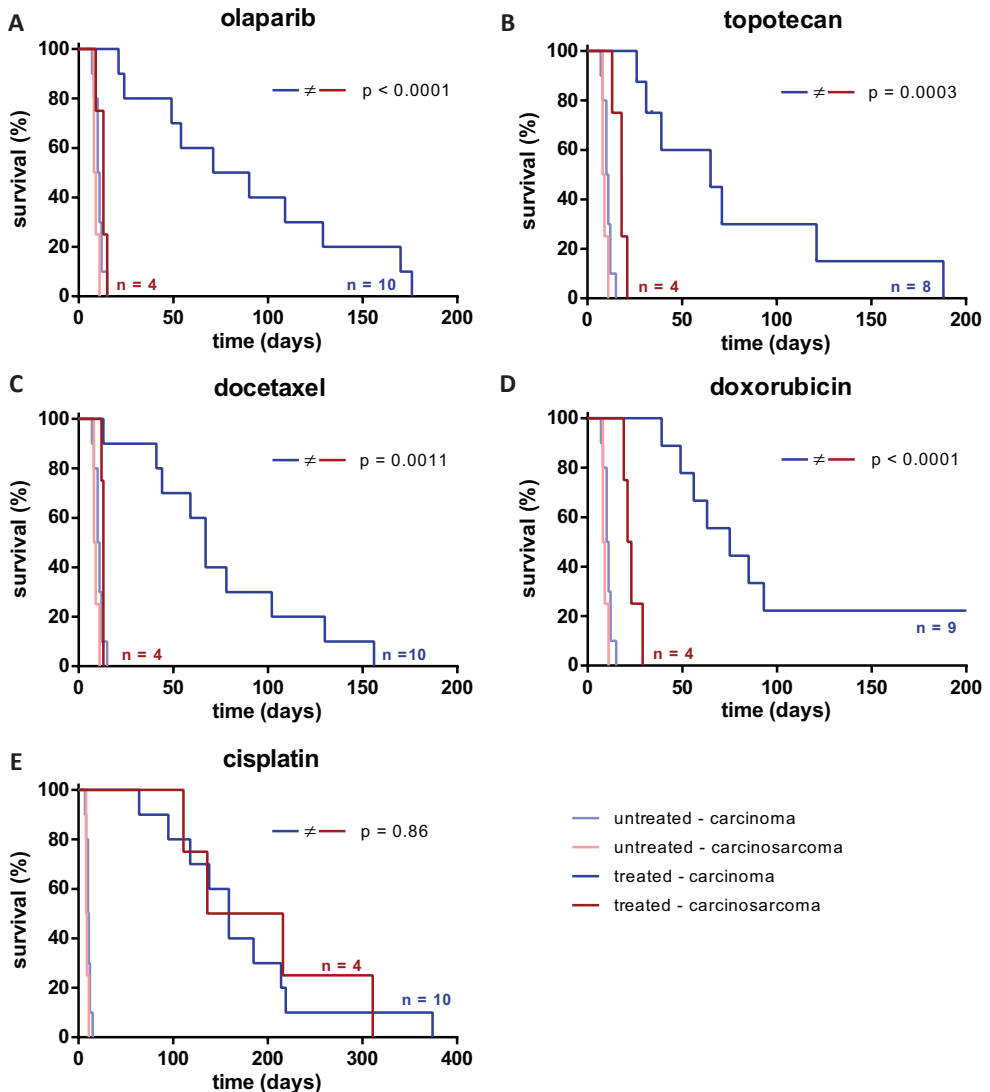 A
olaparib
survival (%)
100
80
60
40
20
0
≠ p < 0.0001
n = 4
n = 10
0 50 100 150 200
time (days)
B
topotecan
survival (%)
100
80
60
40
20
0
≠ p = 0.0003
n = 4
n = 8
0 50 100 150 200
time (days)
C
docetaxel
survival (%)
100
80
60
40
20
0
≠ p = 0.0011
n = 4
n =10
0 50 100 150 200
time (days)
D
doxorubicin
survival (%)
100
80
60
40
20
0
≠ p < 0.0001
n = 9
n = 4
0 50 100 150 200
time (days)
E
cisplatin
survival (%)
100
80
60
40
20
0
≠ p = 0.86
n = 4
n = 10
0 100 200 300 400
time (days)
untreated - carcinoma
untreated - carcinosarcoma
treated - carcinoma
treated - carcinosarcoma